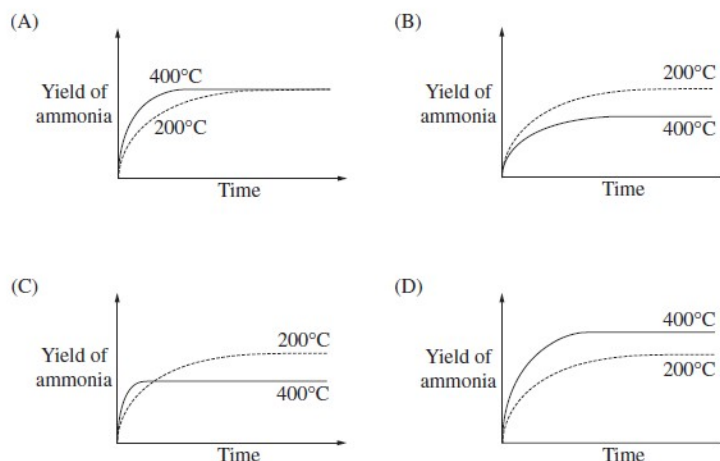 (A)
400°C
Yield of
ammonia
200°C
Time
(B)
200°C
Yield of
ammonia
400°C
Time
(C)
200°C
Yield of
ammonia
400°C
Time
(D)
400°C
Yield of
ammonia
200°C
Time